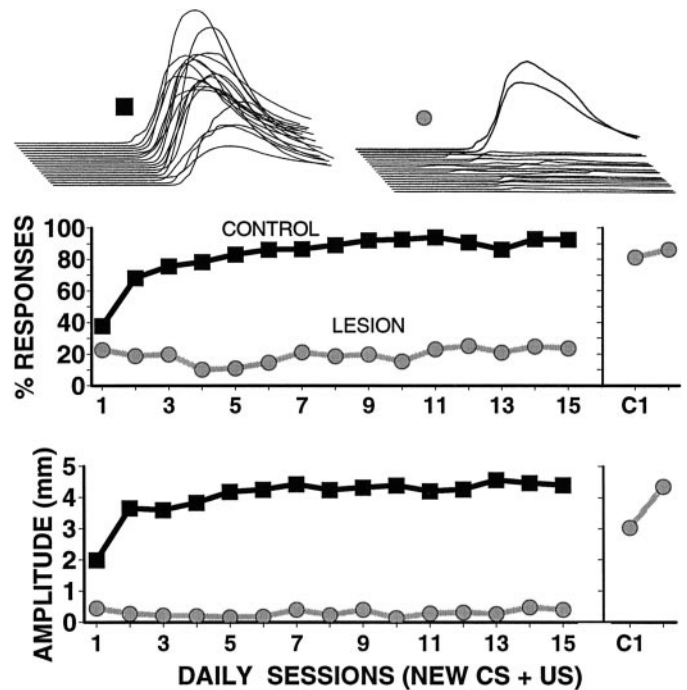 % RESPONSES
100
80
60
40
20
0
CONTROL
LESION
1 3 5 7 9 11 13 15 C1
AMPLITUDE (mm)
5
4
3
2
1
0
1 3 5 7 9 11 13 15 C1
DAILY SESSIONS (NEW CS + US)